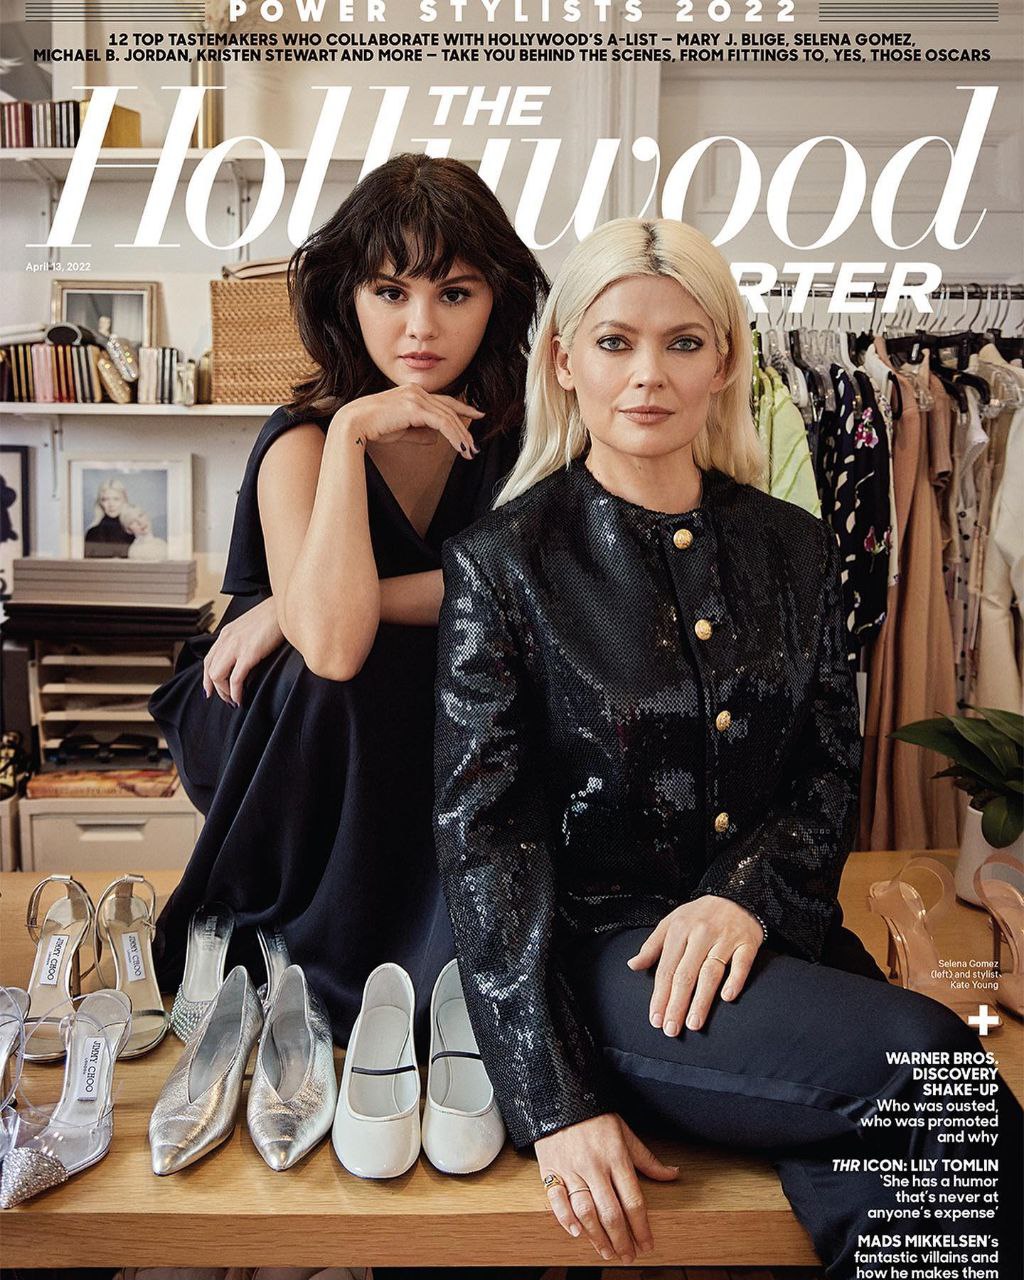 POWER STYLISTS 2022
12 TOP TASTEMAKERS WHO COLLABORATE WITH HOLLYWOOD'S A-LIST — MARY J. BLIGE, SELENA GOMEZ,
MICHAEL B. JORDAN, KRISTEN STEWART AND MORE — TAKE YOU BEHIND THE SCENES, FROM FITTINGS TO, YES, THOSE OSCARS
THE
Hollywood
RTER
April 13, 2022
JIMMY CHOO
JIMMY CHOO
JIMMY CHOO
Selena Gomez
(left) and stylist
Kate Young
+
WARNER BROS.
DISCOVERY
SHAKE-UP
Who was ousted,
who was promoted
and why
THR ICON: LILY TOMLIN
'She has a humor
that's never at
anyone's expense'
MADS MIKKELSEN's
fantastic villains and
how he makes them